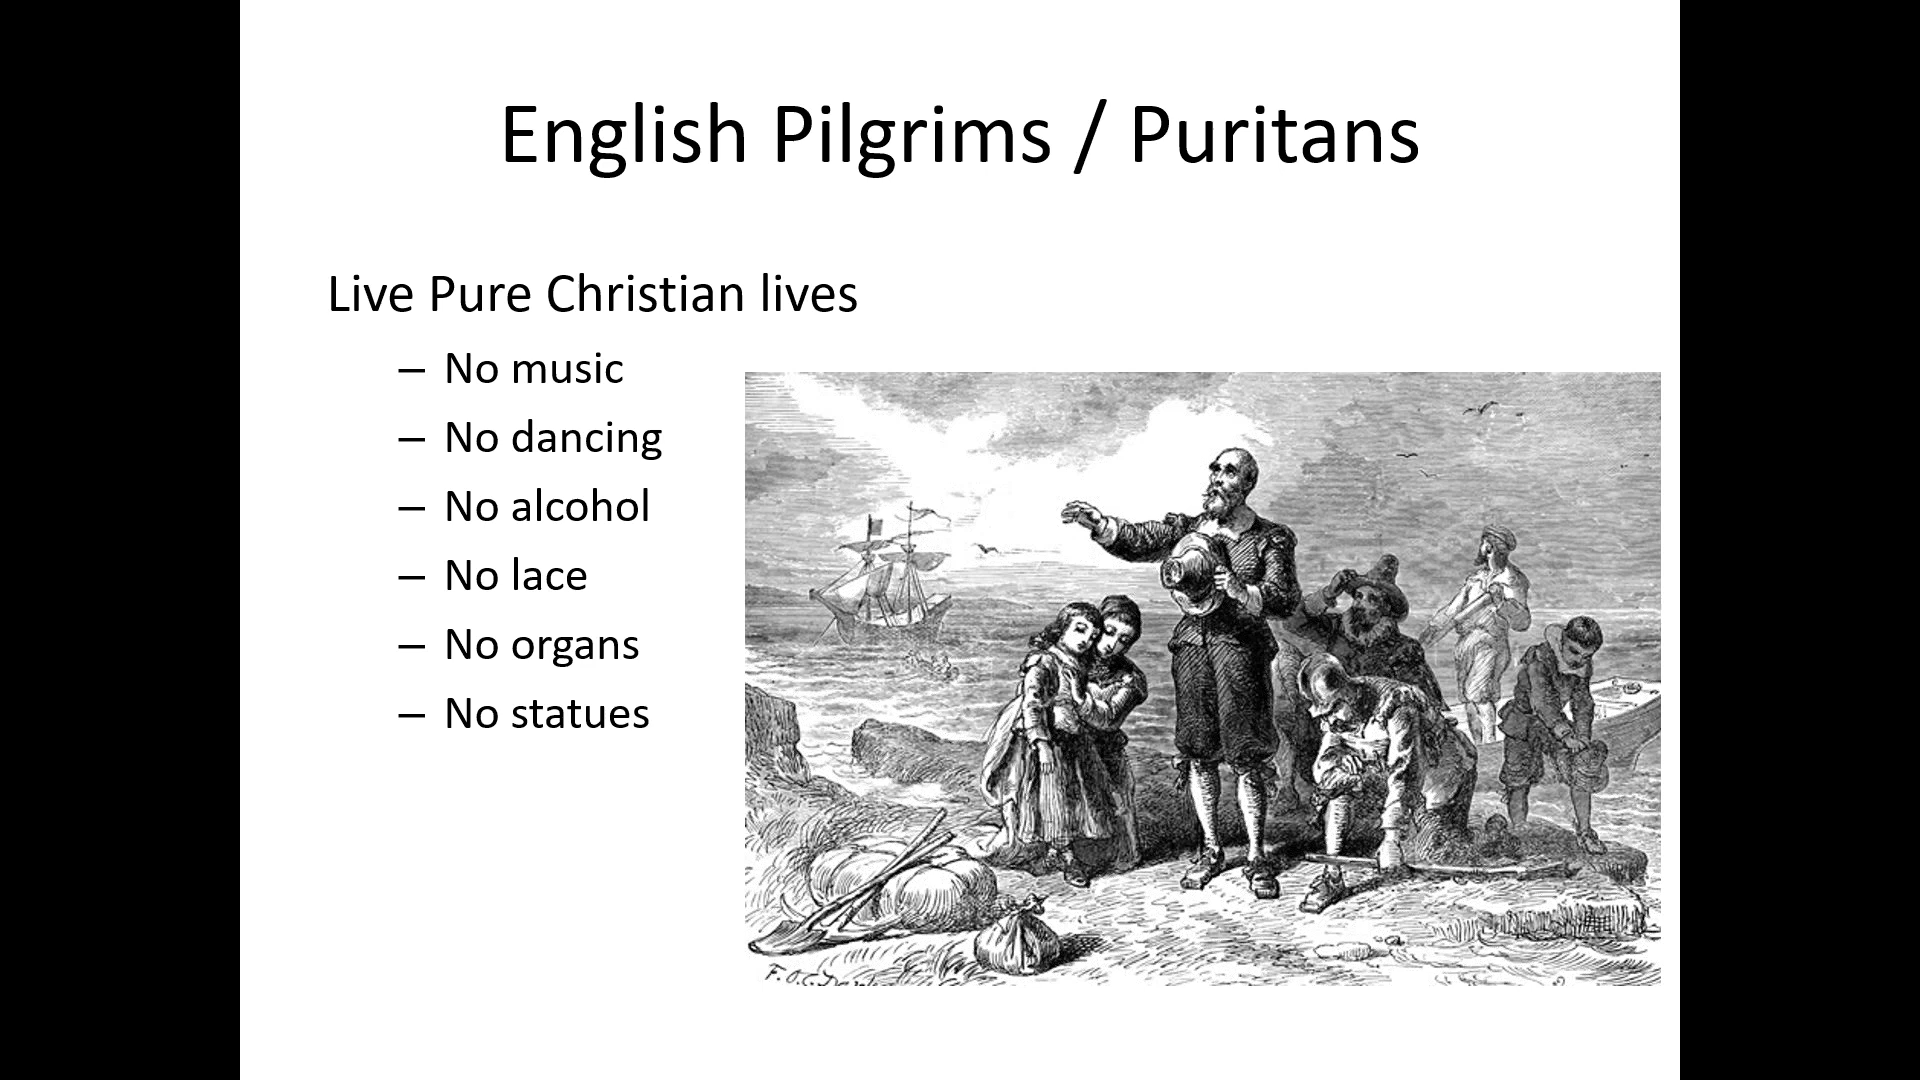 English Pilgrims / Puritans
Live Pure Christian lives
– No music
– No dancing
– No alcohol
– No lace
– No organs
– No statues
F. O. C.